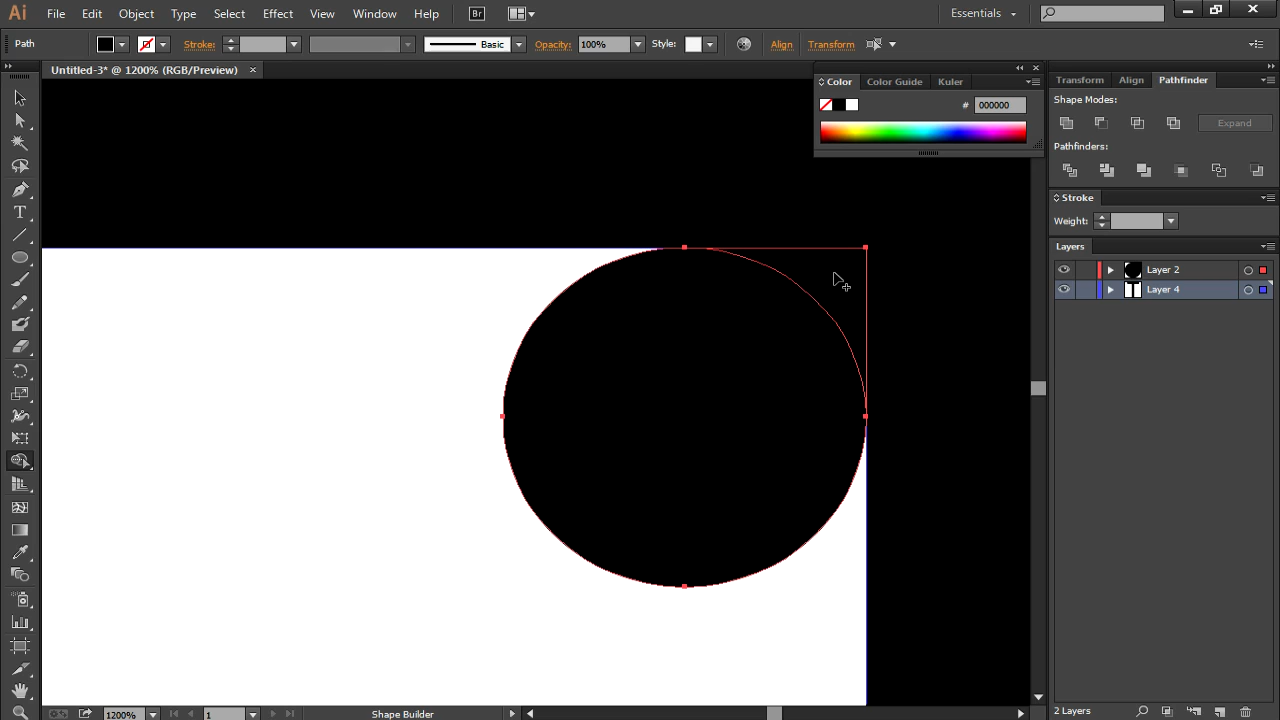 Ai File Edit Object Type Select Effect View Window Help Br Essentials
Path Stroke: Basic Opacity: 100% Style: Align Transform
Untitled-3* @ 1200% (RGB/Preview) ×
Color Color Guide Kuler
# 000000
Transform Align Pathfinder
Shape Modes:
Expand
Pathfinders:
Stroke
Weight:
Layers
Layer 2
Layer 4
T
1200% 1 Shape Builder 2 Layers